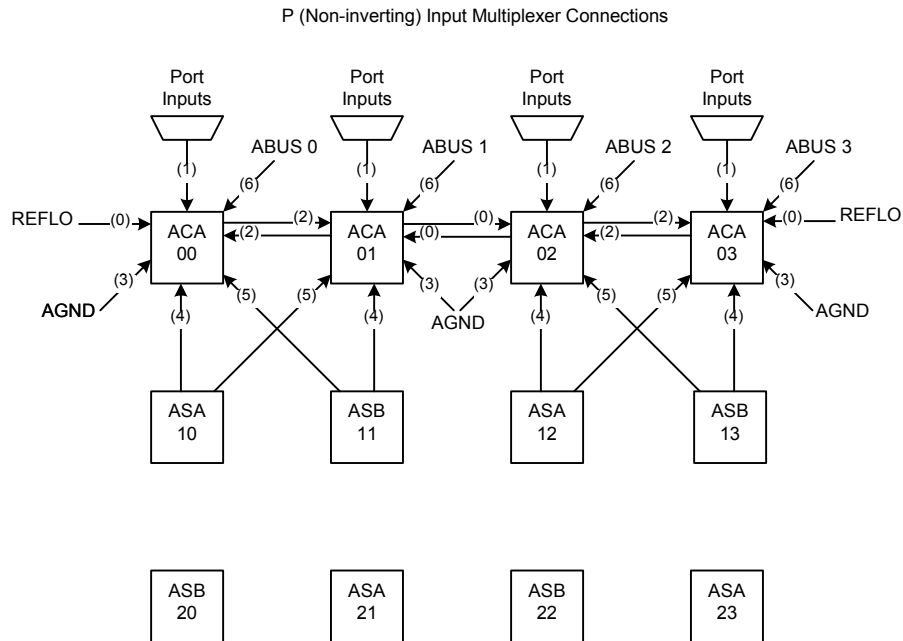 P (Non-inverting) Input Multiplexer Connections
Port
Inputs
Port
Inputs
Port
Inputs
Port
Inputs
ABUS 0
ABUS 1
ABUS 2
ABUS 3
(1)
(1)
(1)
(1)
(6)
(6)
(6)
(6)
REFLO
(0)
(2)
(0)
(2)
(0)
REFLO
ACA
00
ACA
01
ACA
02
ACA
03
(2)
(0)
(2)
(3)
(5)
(5)
(3)
(3)
(5)
(5)
(3)
AGND
(4)
(4)
AGND
(4)
(4)
AGND
ASA
10
ASB
11
ASA
12
ASB
13
ASB
20
ASA
21
ASB
22
ASA
23